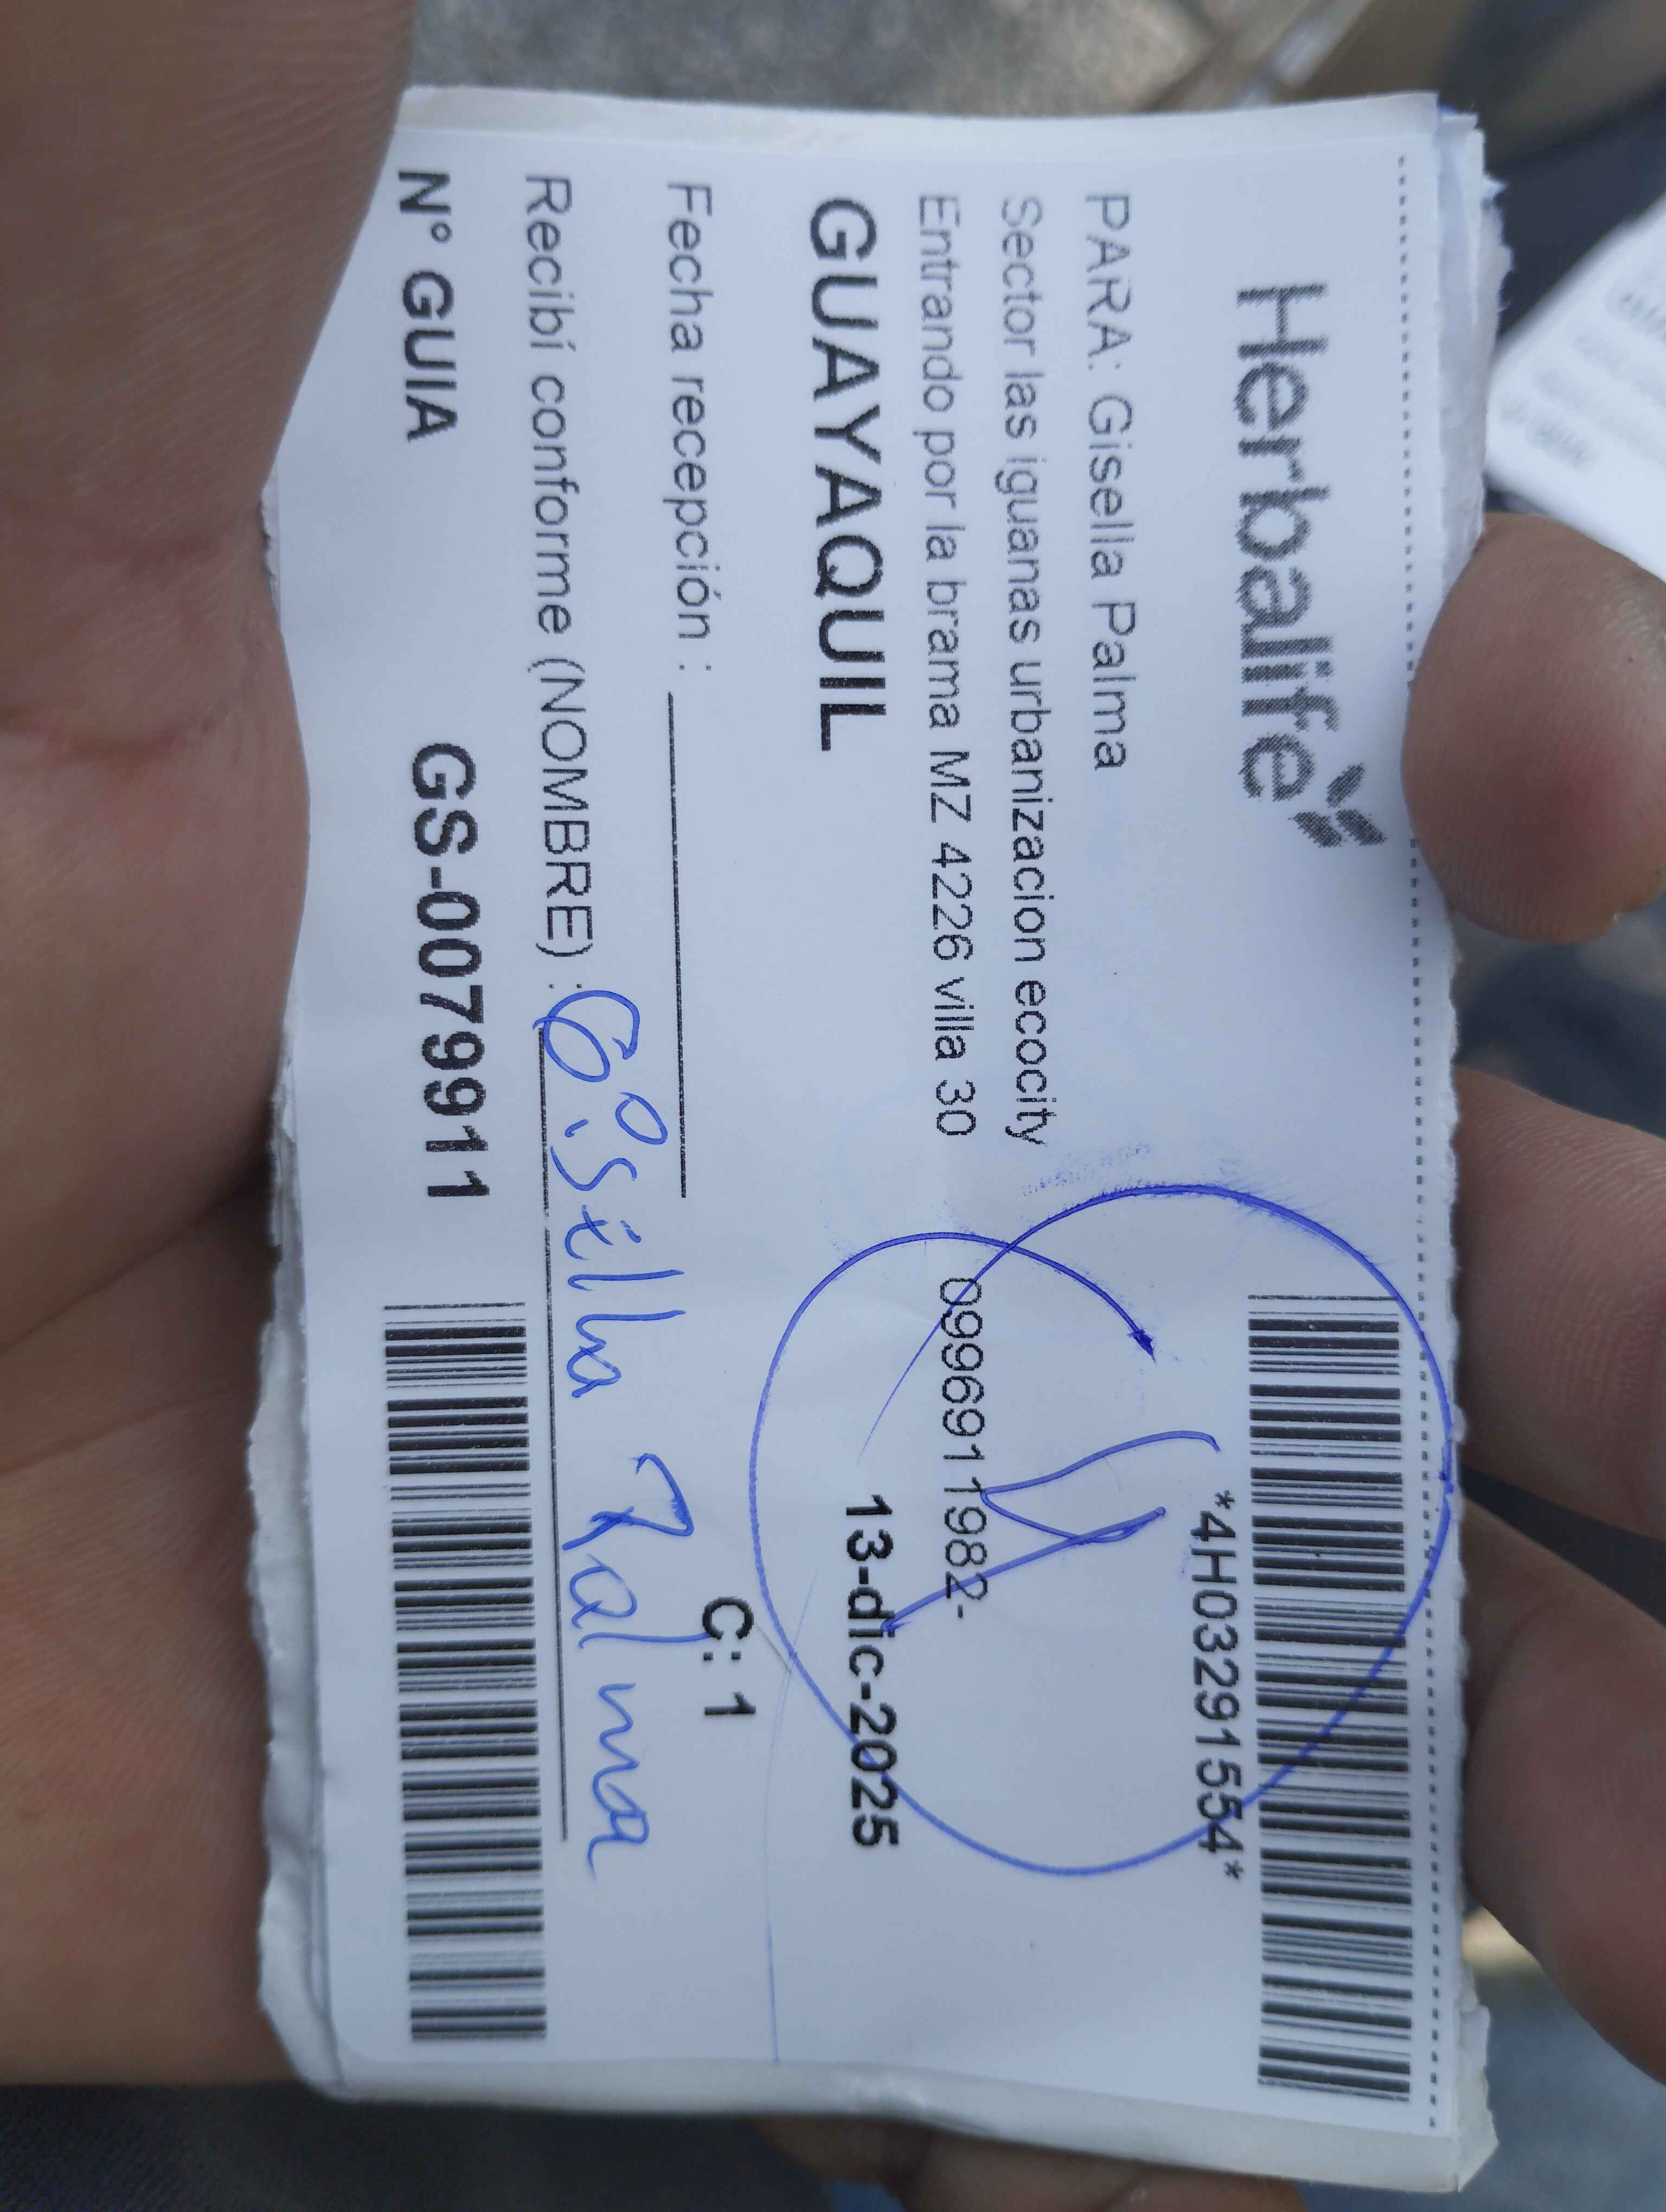 Herbalife
*4H03291554*
PARA: Gisella Palma
Sector las iguanas urbanizacion ecocity
Entrando por la brama MZ 4226 villa 30
0996911982-
GUAYAQUIL
13-dic-2025
C: 1
Fecha recepción :
Recibí conforme (NOMBRE) : Gisella Palma
N° GUIA GS-0079911